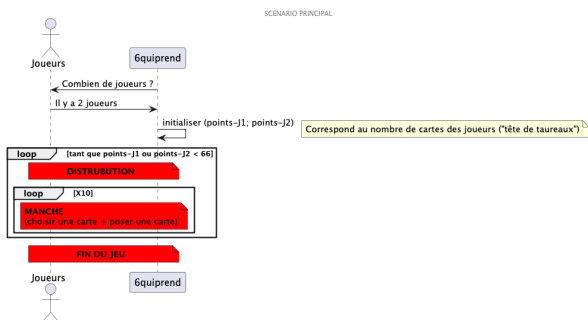 SCENARIO PRINCIPAL
Joueurs
6quiprend
Combien de joueurs ?
Il y a 2 joueurs
initialiser (points-J1; points-J2)
Correspond au nombre de cartes des joueurs ("tête de taureaux")
loop [tant que points-J1 ou points-J2 < 66]
DISTRUBUTION
loop [X10]
MANCHE
(choisir une carte + poser une carte)
FIN DU JEU
Joueurs
6quiprend